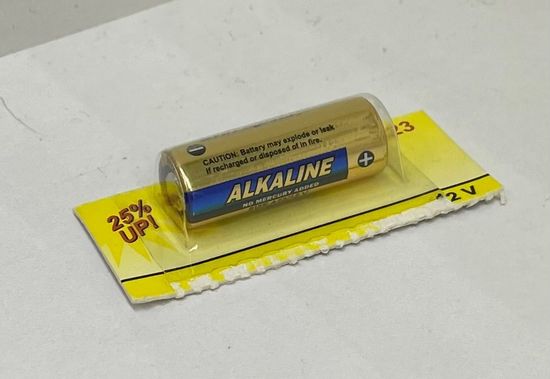 CAUTION: Battery may explode or leak
If recharged or disposed of in fire.
ALKALINE
NO MERCURY ADDED
25%
UP!
23
12 V